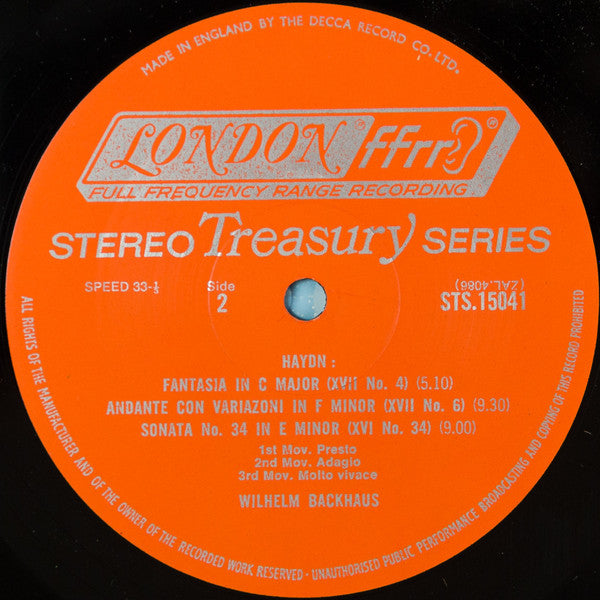 MADE IN ENGLAND BY THE DECCA RECORD CO. LTD.
LONDON ® ffrr ®
FULL FREQUENCY RANGE RECORDING
STEREO Treasury SERIES
SPEED 33-⅓
Side
2
(ZAL.4086)
STS.15041
HAYDN :
FANTASIA IN C MAJOR (XVII No. 4) (5.10)
ANDANTE CON VARIAZONI IN F MINOR (XVII No. 6) (9.30)
SONATA No. 34 IN E MINOR (XVI No. 34) (9.00)
1st Mov. Presto
2nd Mov. Adagio
3rd Mov. Molto vivace
WILHELM BACKHAUS
ALL RIGHTS OF THE MANUFACTURER AND OF THE OWNER OF THE RECORDED WORK RESERVED · UNAUTHORISED PUBLIC PERFORMANCE BROADCASTING AND COPYING OF THIS RECORD PROHIBITED